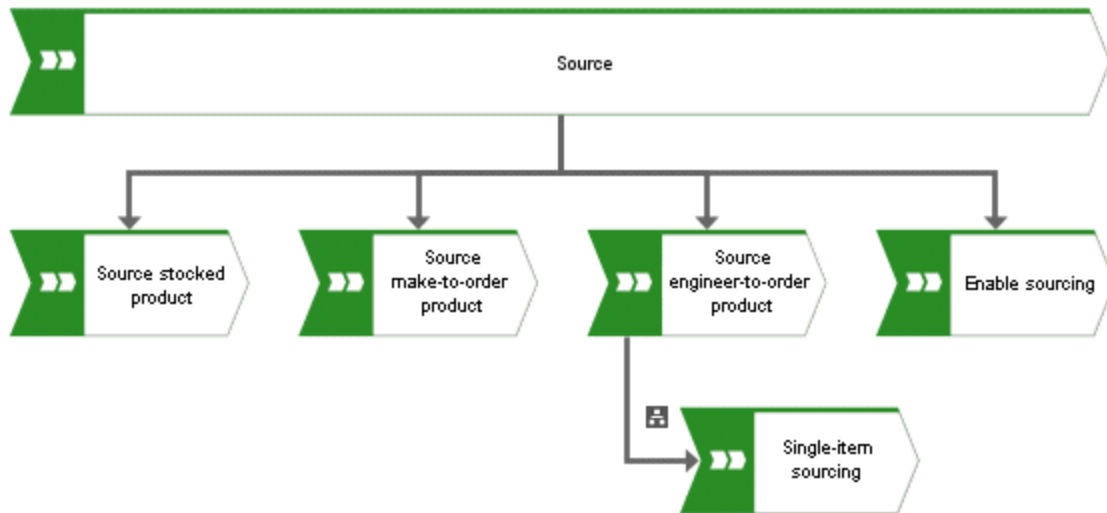 Source
Source stocked
product
Source
make-to-order
product
Source
engineer-to-order
product
Enable sourcing
Single-item
sourcing